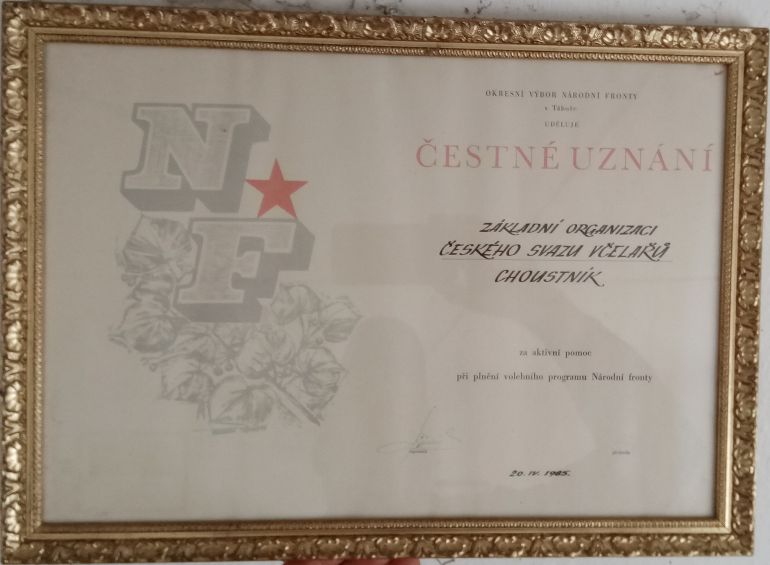 NF
OKRESNÍ VÝBOR NÁRODNÍ FRONTY
v Táboře
UDĚLUJE
ČESTNÉ UZNÁNÍ
ZÁKLADNÍ ORGANIZACI
ČESKÉHO SVAZU VČELAŘŮ
CHOUSTNÍK
za aktivní pomoc
při plnění volebního programu Národní fronty
20. IV. 1985.